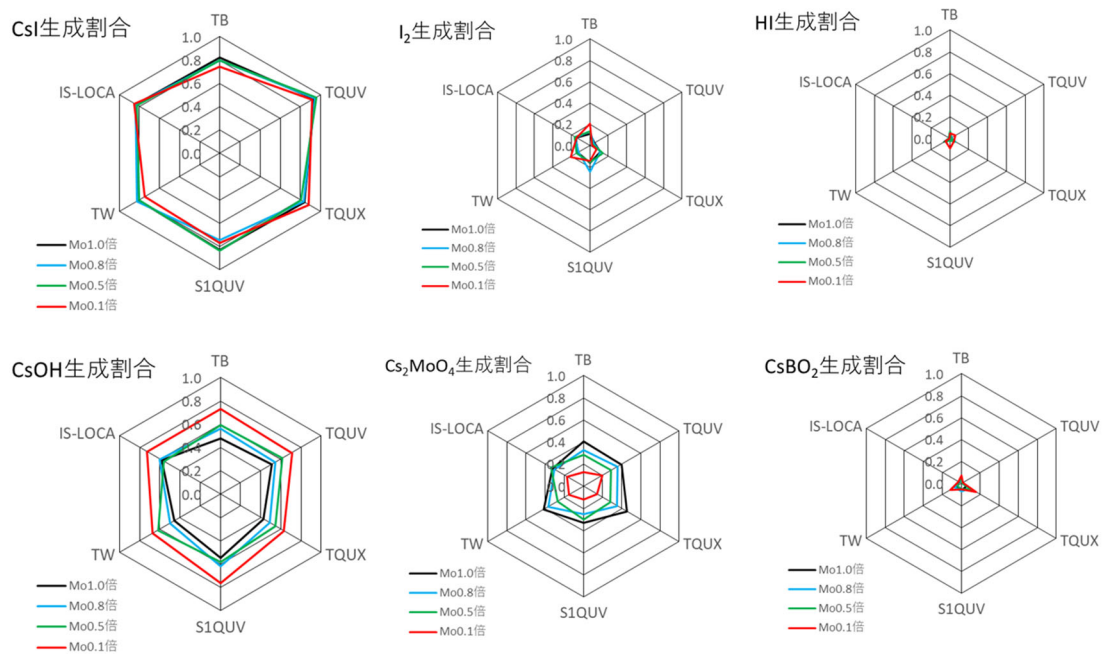 CsI生成割合
TB
1.0
0.8
0.6
0.4
0.2
0.0
IS-LOCA
TQUV
TW
TQUX
S1QUV
Mo1.0倍
Mo0.8倍
Mo0.5倍
Mo0.1倍
I₂生成割合
TB
1.0
0.8
0.6
0.4
0.2
0.0
IS-LOCA
TQUV
TW
TQUX
S1QUV
Mo1.0倍
Mo0.8倍
Mo0.5倍
Mo0.1倍
HI生成割合
TB
1.0
0.8
0.6
0.4
0.2
0.0
IS-LOCA
TQUV
TW
TQUX
S1QUV
Mo1.0倍
Mo0.8倍
Mo0.5倍
Mo0.1倍
CsOH生成割合
TB
1.0
0.8
0.6
0.4
0.2
0.0
IS-LOCA
TQUV
TW
TQUX
S1QUV
Mo1.0倍
Mo0.8倍
Mo0.5倍
Mo0.1倍
Cs₂MoO₄生成割合
TB
1.0
0.8
0.6
0.4
0.2
0.0
IS-LOCA
TQUV
TW
TQUX
S1QUV
Mo1.0倍
Mo0.8倍
Mo0.5倍
Mo0.1倍
CsBO₂生成割合
TB
1.0
0.8
0.6
0.4
0.2
0.0
IS-LOCA
TQUV
TW
TQUX
S1QUV
Mo1.0倍
Mo0.8倍
Mo0.5倍
Mo0.1倍